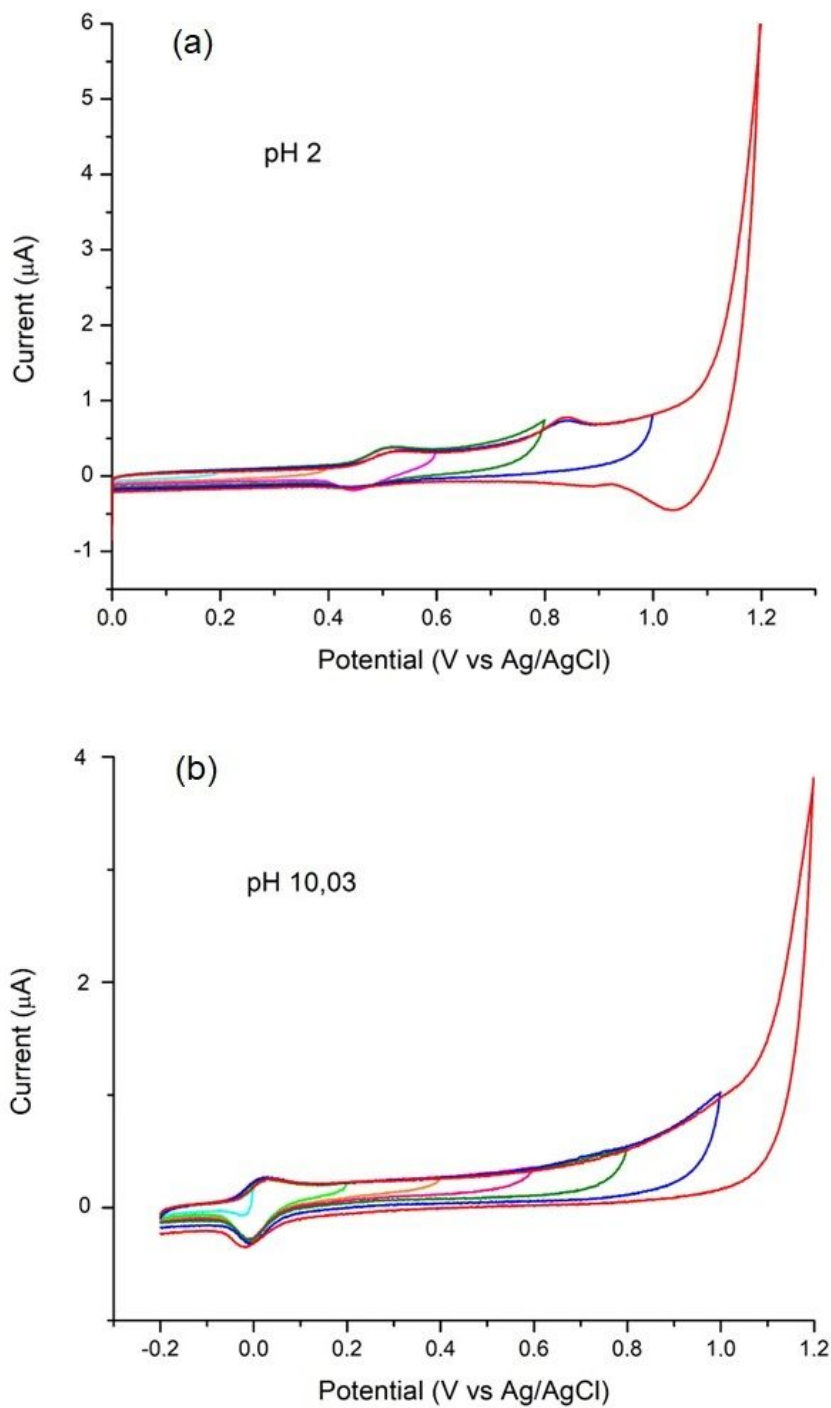 (a)
pH 2
6
5
4
3
2
1
0
-1
Current (μA)
0.0 0.2 0.4 0.6 0.8 1.0 1.2
Potential (V vs Ag/AgCl)
(b)
pH 10,03
4
2
0
Current (μA)
-0.2 0.0 0.2 0.4 0.6 0.8 1.0 1.2
Potential (V vs Ag/AgCl)